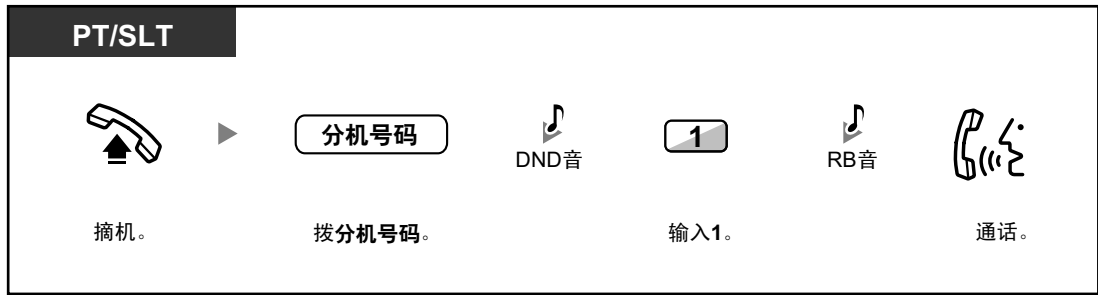 PT/SLT
分机号码
1
DND音
RB音
摘机。
拨分机号码。
输入1。
通话。